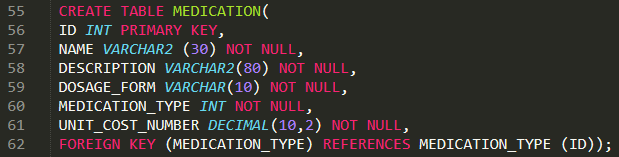 55 CREATE TABLE MEDICATION(
56 ID INT PRIMARY KEY,
57 NAME VARCHAR2 (30) NOT NULL,
58 DESCRIPTION VARCHAR2(80) NOT NULL,
59 DOSAGE_FORM VARCHAR(10) NOT NULL,
60 MEDICATION_TYPE INT NOT NULL,
61 UNIT_COST_NUMBER DECIMAL(10,2) NOT NULL,
62 FOREIGN KEY (MEDICATION_TYPE) REFERENCES MEDICATION_TYPE (ID));